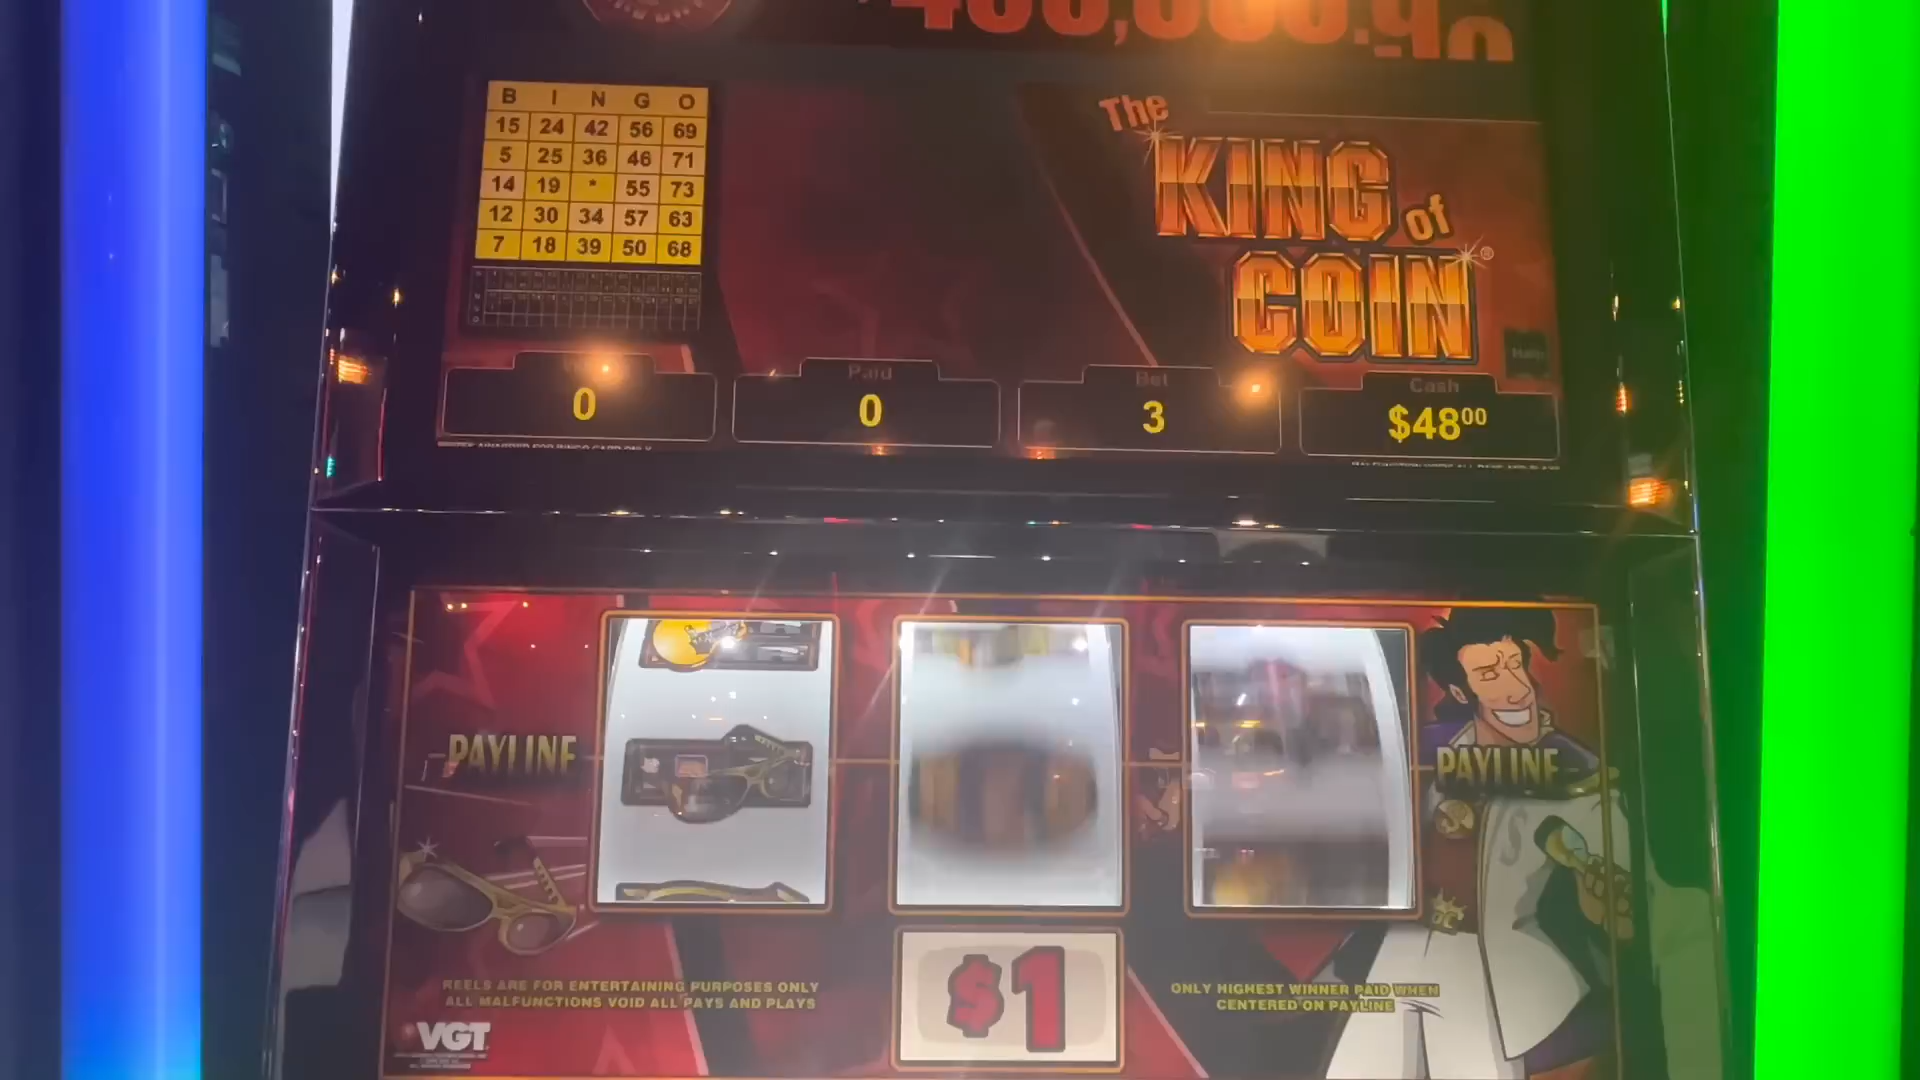 B I N G O
15 24 42 56 69
5 25 36 46 71
14 19 * 55 73
12 30 34 57 63
7 18 39 50 68
The
KING of
COIN®
Paid
Bet
Cash
0
0
3
$4800
PAYLINE
PAYLINE
$1
REELS ARE FOR ENTERTAINING PURPOSES ONLY
ALL MALFUNCTIONS VOID ALL PAYS AND PLAYS
ONLY HIGHEST WINNER PAID WHEN
CENTERED ON PAYLINE
VGT